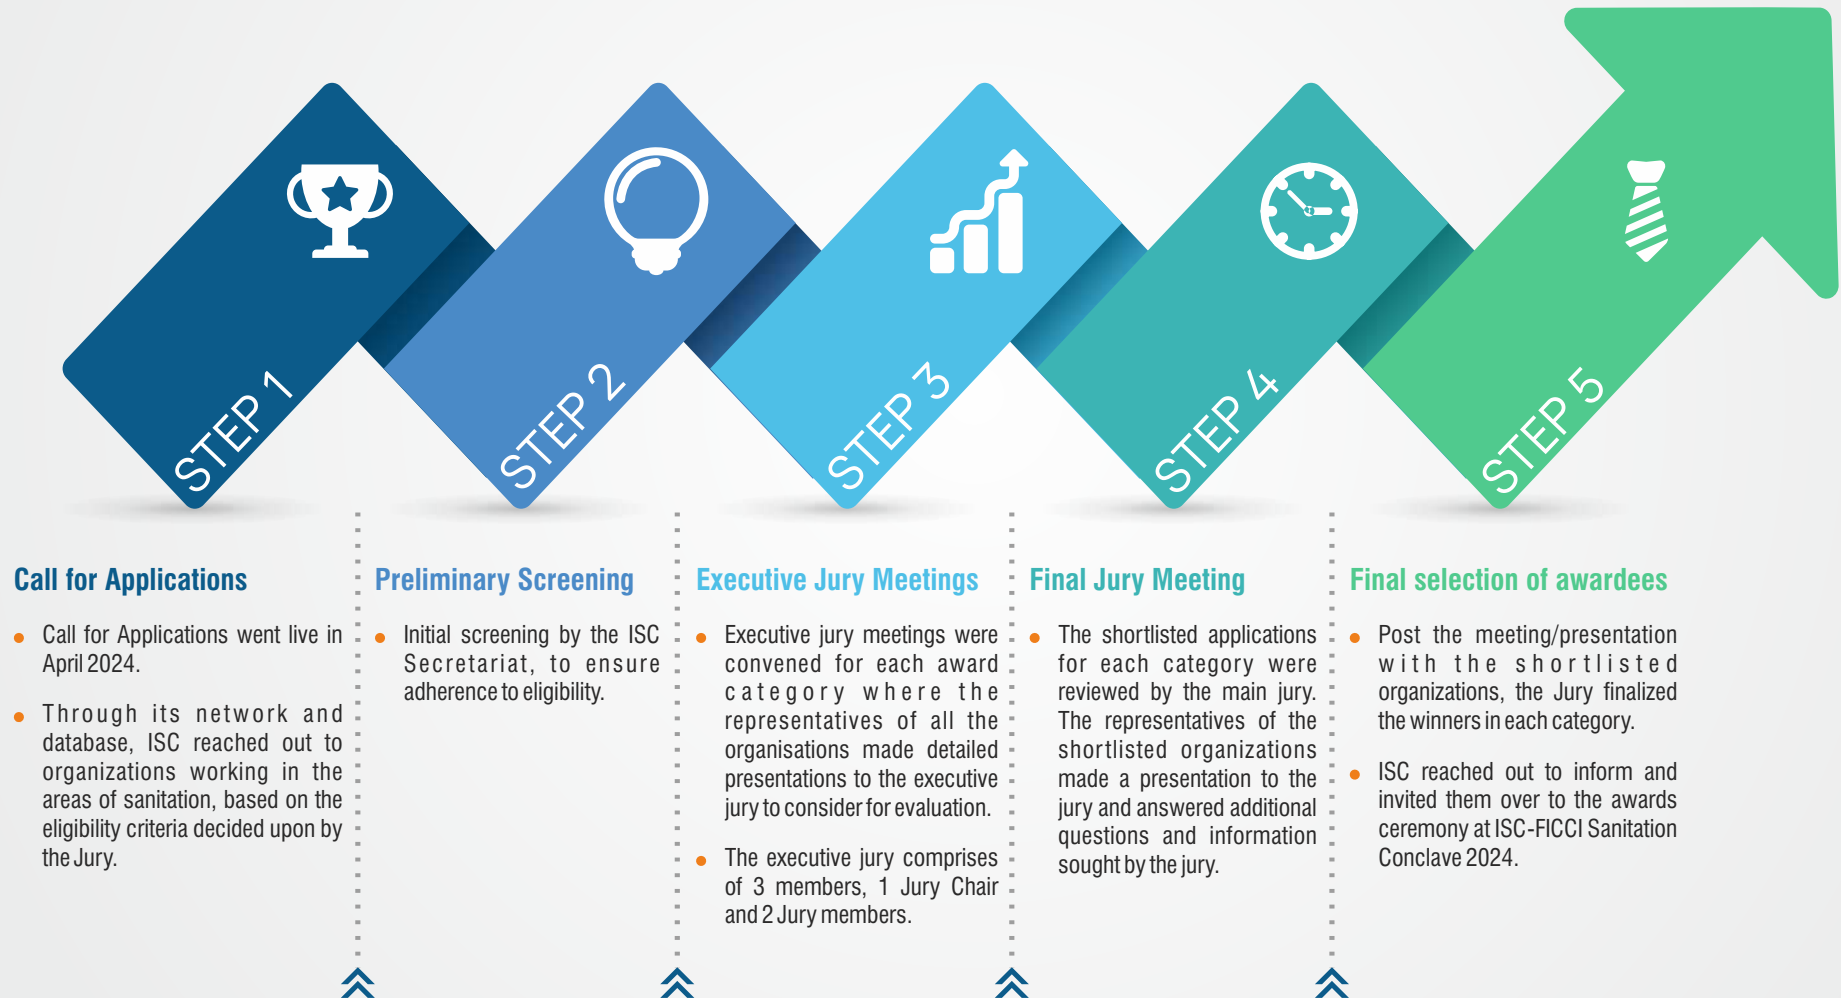 STEP 1
STEP 2
STEP 3
STEP 4
STEP 5
Call for Applications
Call for Applications went live in
April 2024.
Through its network and
database, ISC reached out to
organizations working in the
areas of sanitation, based on the
eligibility criteria decided upon by
the Jury.
Preliminary Screening
Initial screening by the ISC
Secretariat, to ensure
adherence to eligibility.
Executive Jury Meetings
Executive jury meetings were
convened for each award
category where the
representatives of all the
organisations made detailed
presentations to the executive
jury to consider for evaluation.
The executive jury comprises
of 3 members, 1 Jury Chair
and 2 Jury members.
Final Jury Meeting
The shortlisted applications
for each category were
reviewed by the main jury.
The representatives of the
shortlisted organizations
made a presentation to the
jury and answered additional
questions and information
sought by the jury.
Final selection of awardees
Post the meeting/presentation
with the shortlisted
organizations, the Jury finalized
the winners in each category.
ISC reached out to inform and
invited them over to the awards
ceremony at ISC-FICCI Sanitation
Conclave 2024.